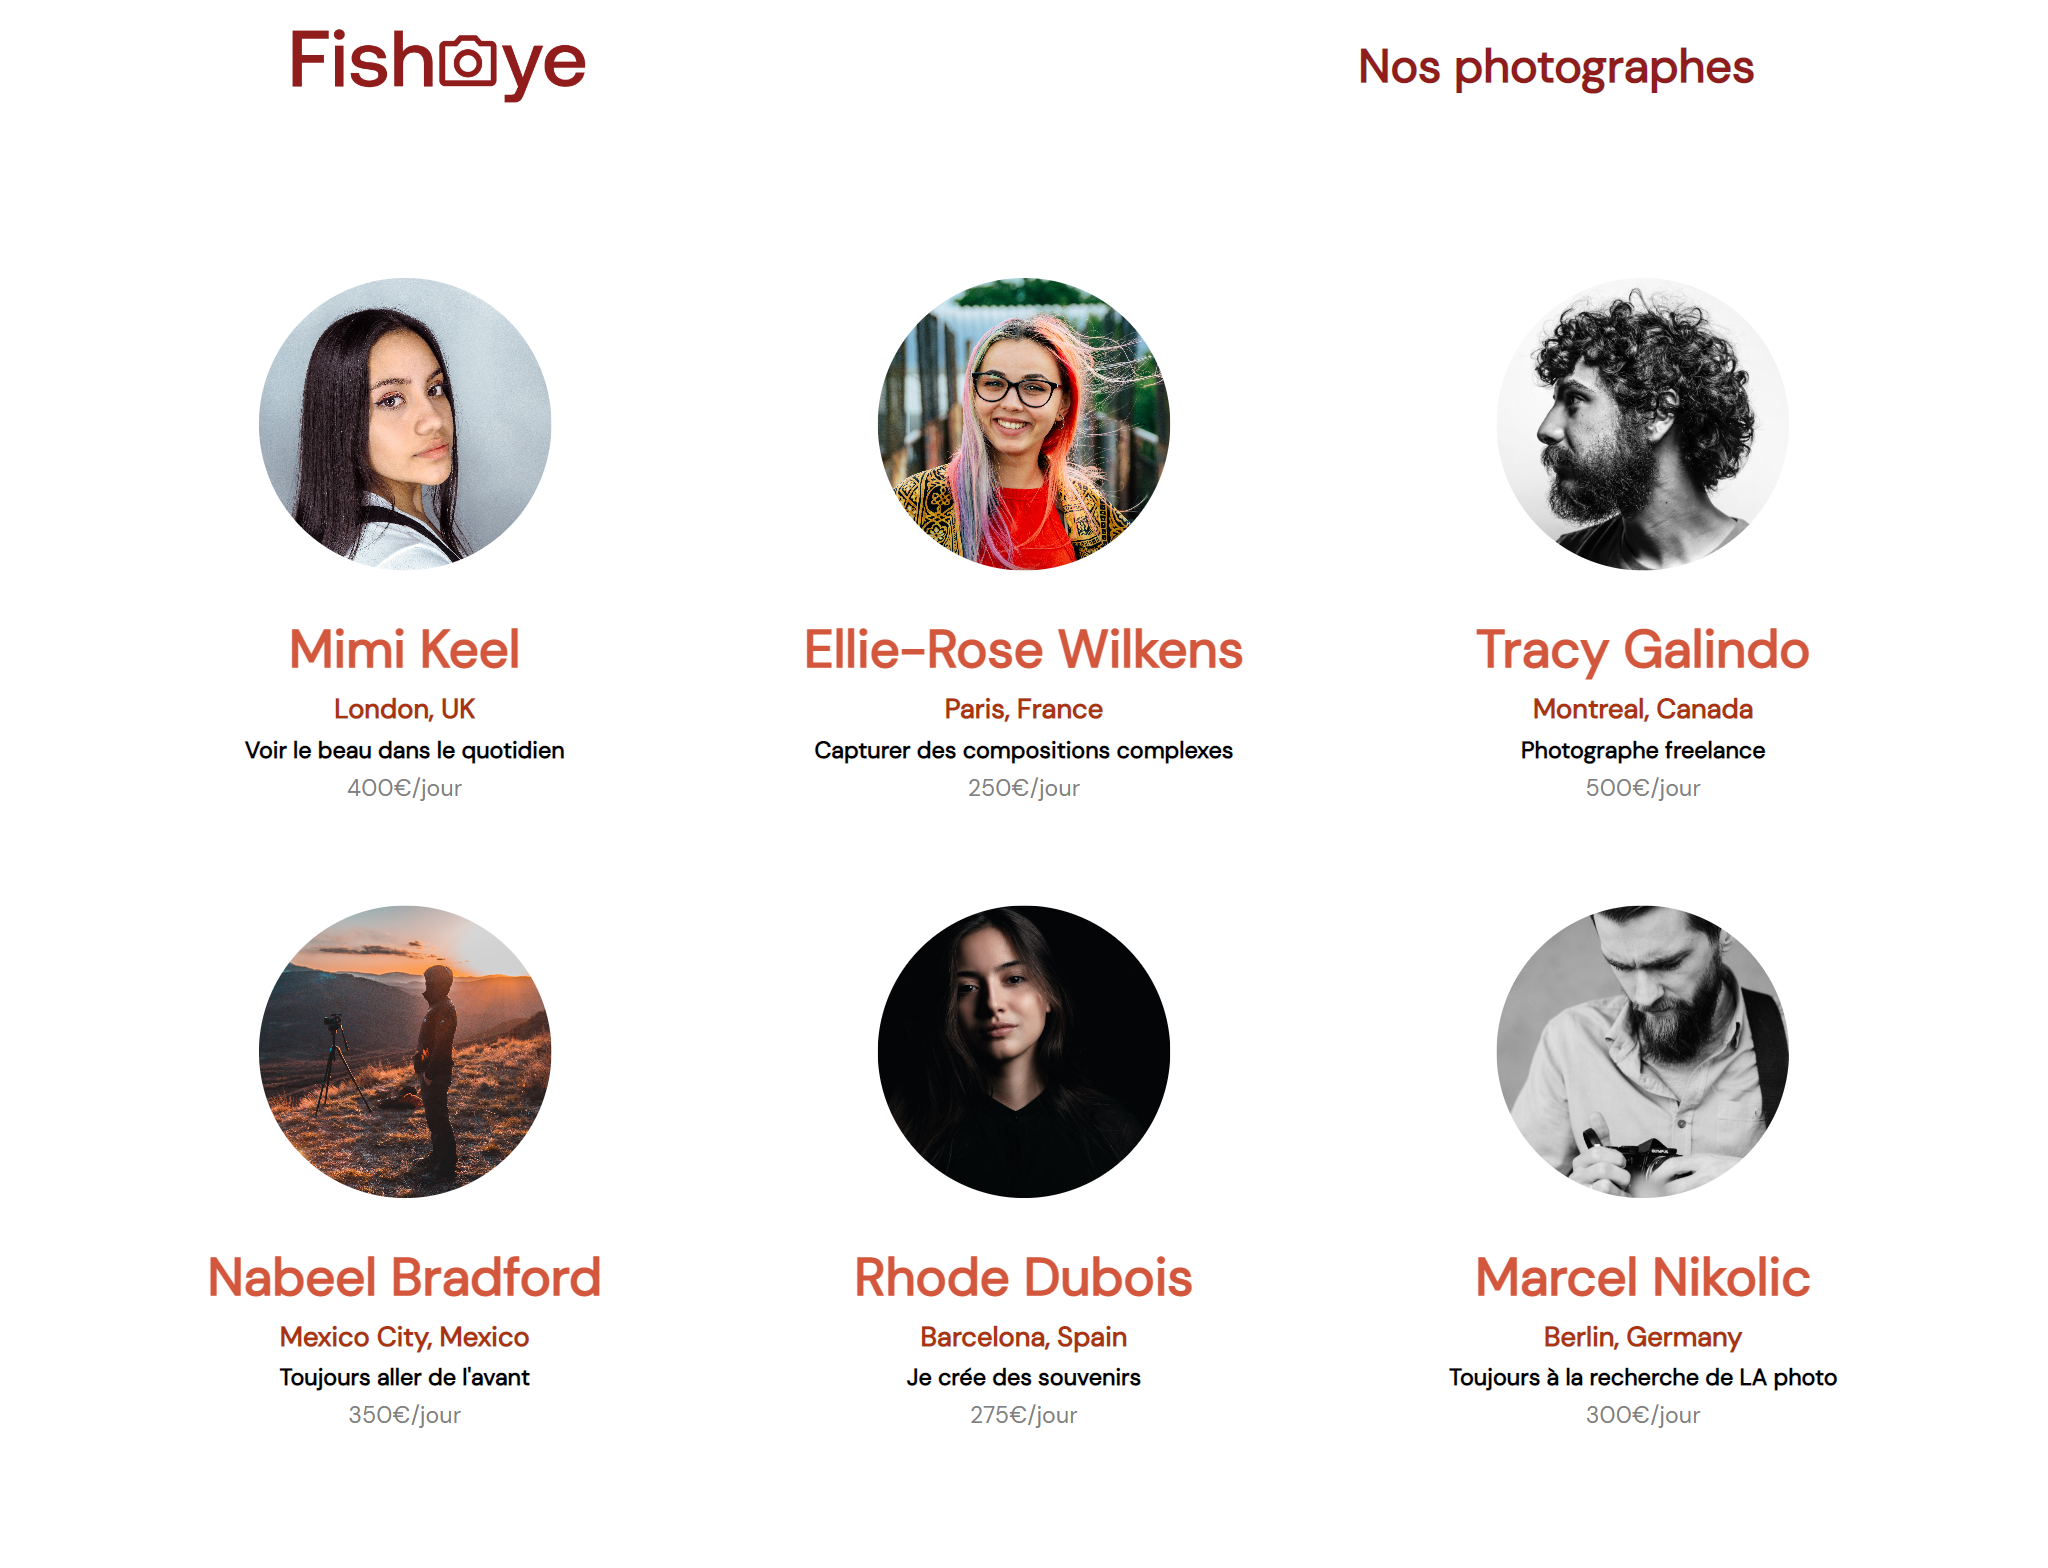 Fisheye
Nos photographes
Mimi Keel
London, UK
Voir le beau dans le quotidien
400€/jour
Ellie-Rose Wilkens
Paris, France
Capturer des compositions complexes
250€/jour
Tracy Galindo
Montreal, Canada
Photographe freelance
500€/jour
Nabeel Bradford
Mexico City, Mexico
Toujours aller de l'avant
350€/jour
Rhode Dubois
Barcelona, Spain
Je crée des souvenirs
275€/jour
Marcel Nikolic
Berlin, Germany
Toujours à la recherche de LA photo
300€/jour